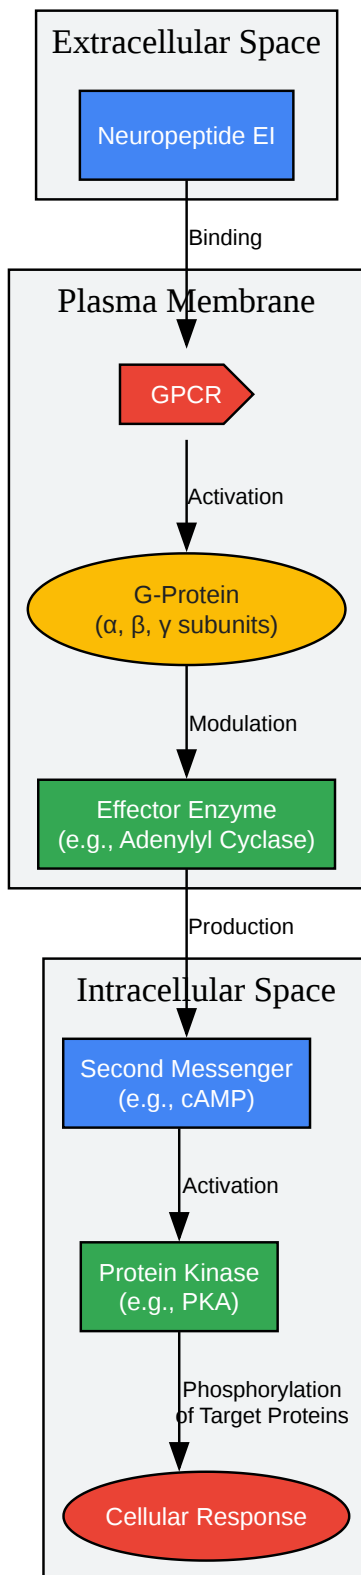 Extracellular Space
Neuropeptide EI
Binding
Plasma Membrane
GPCR
Activation
G-Protein
(α, β, γ subunits)
Modulation
Effector Enzyme
(e.g., Adenylyl Cyclase)
Production
Intracellular Space
Second Messenger
(e.g., cAMP)
Activation
Protein Kinase
(e.g., PKA)
Phosphorylation
of Target Proteins
Cellular Response